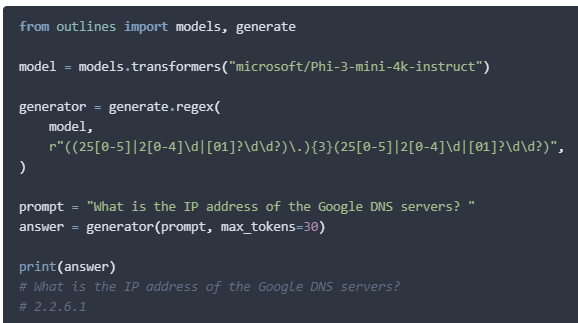 from outlines import models, generate
model = models.transformers("microsoft/Phi-3-mini-4k-instruct")
generator = generate.regex(
    model,
    r"((25[0-5]|2[0-4]\d|[01]?\d\d?)\.){3}(25[0-5]|2[0-4]\d|[01]?\d\d?)",
)
prompt = "What is the IP address of the Google DNS servers? "
answer = generator(prompt, max_tokens=30)
print(answer)
# What is the IP address of the Google DNS servers?
# 2.2.6.1